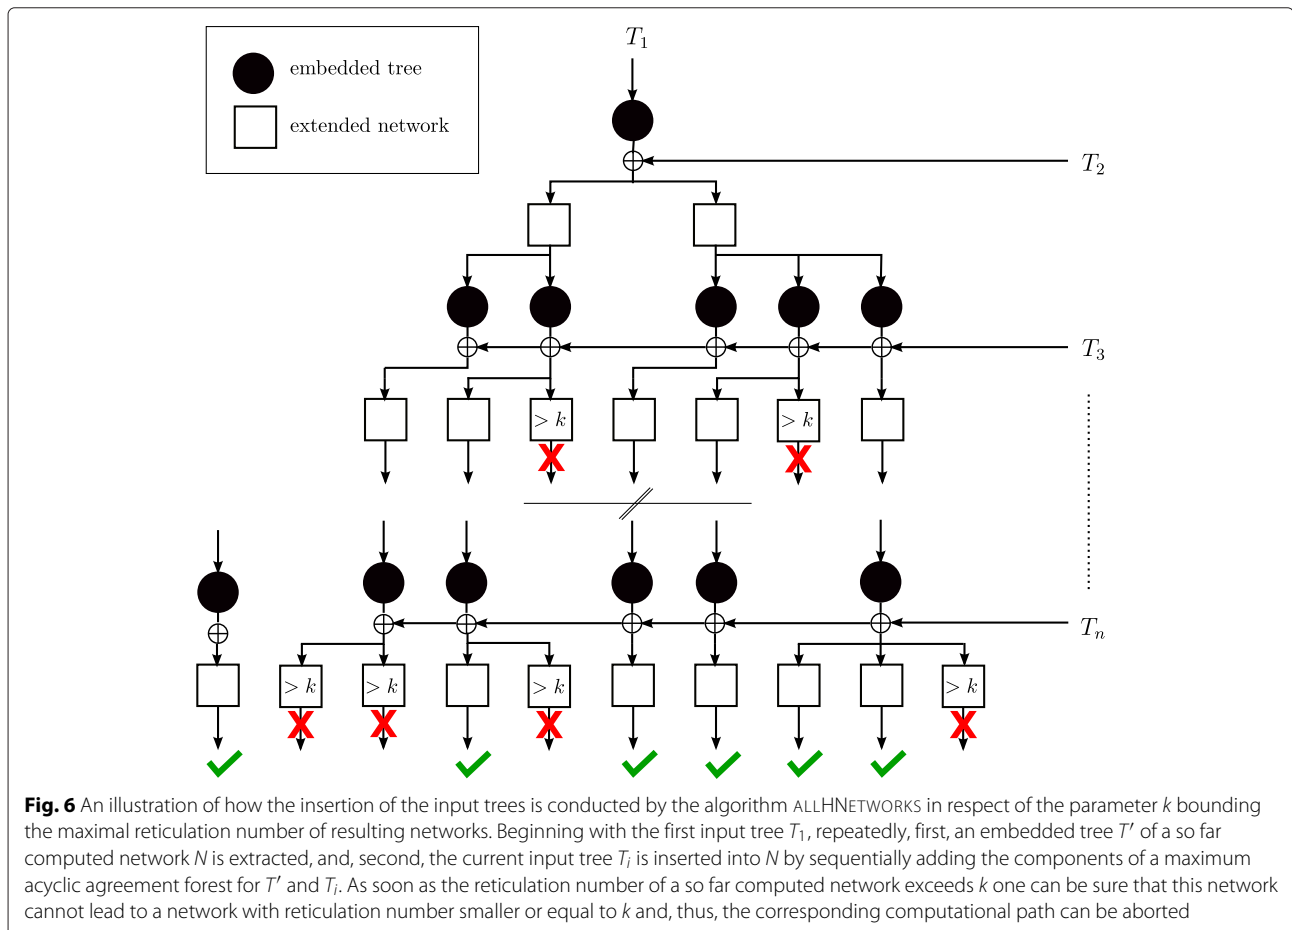 T₁
embedded tree
extended network
T₂
T₃
> k
> k
Tₙ
> k
> k
> k
> k
Fig. 6 An illustration of how the insertion of the input trees is conducted by the algorithm ALLHNETWORKS in respect of the parameter k bounding
the maximal reticulation number of resulting networks. Beginning with the first input tree T₁, repeatedly, first, an embedded tree T′ of a so far
computed network N is extracted, and, second, the current input tree Tᵢ is inserted into N by sequentially adding the components of a maximum
acyclic agreement forest for T′ and Tᵢ. As soon as the reticulation number of a so far computed network exceeds k one can be sure that this network
cannot lead to a network with reticulation number smaller or equal to k and, thus, the corresponding computational path can be aborted